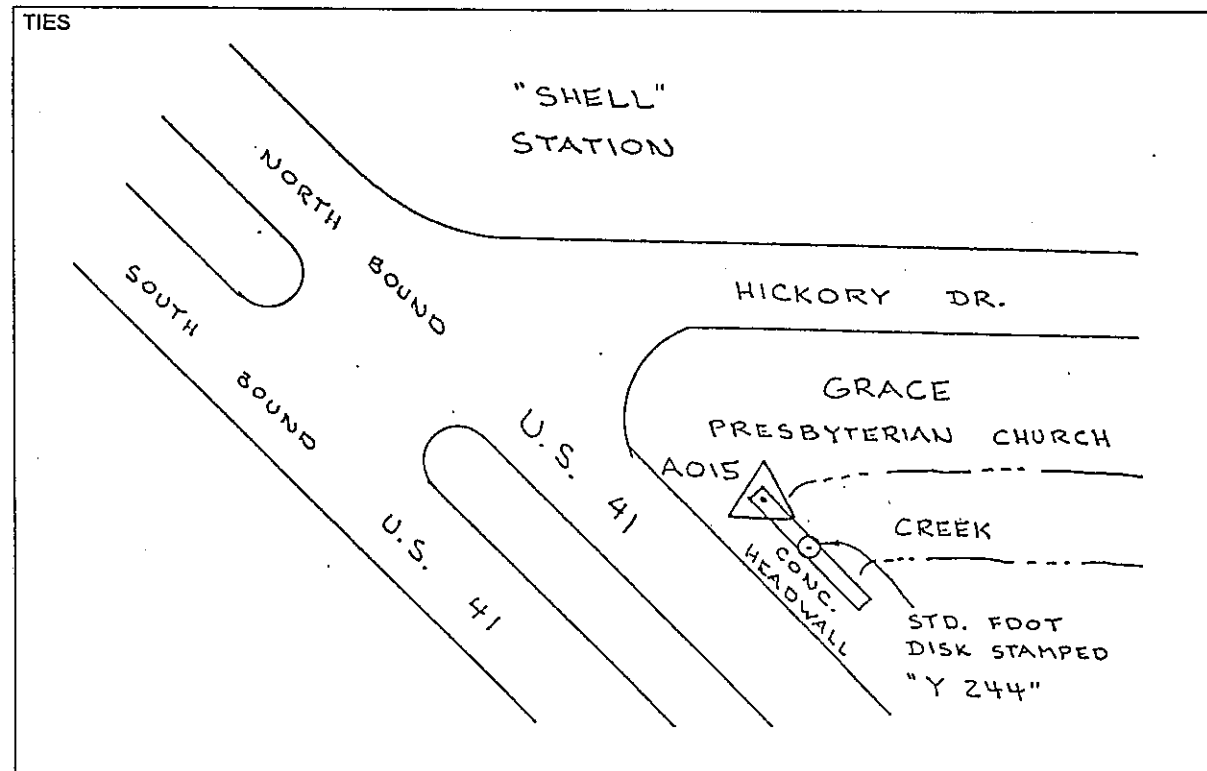 TIES
"SHELL"
STATION
NORTH
BOUND
HICKORY DR.
SOUTH
BOUND
GRACE
PRESBYTERIAN CHURCH
U.S. 41
A015
U.S. 41
CREEK
CONC.
HEADWALL
STD. FDOT
DISK STAMPED
"Y 244"